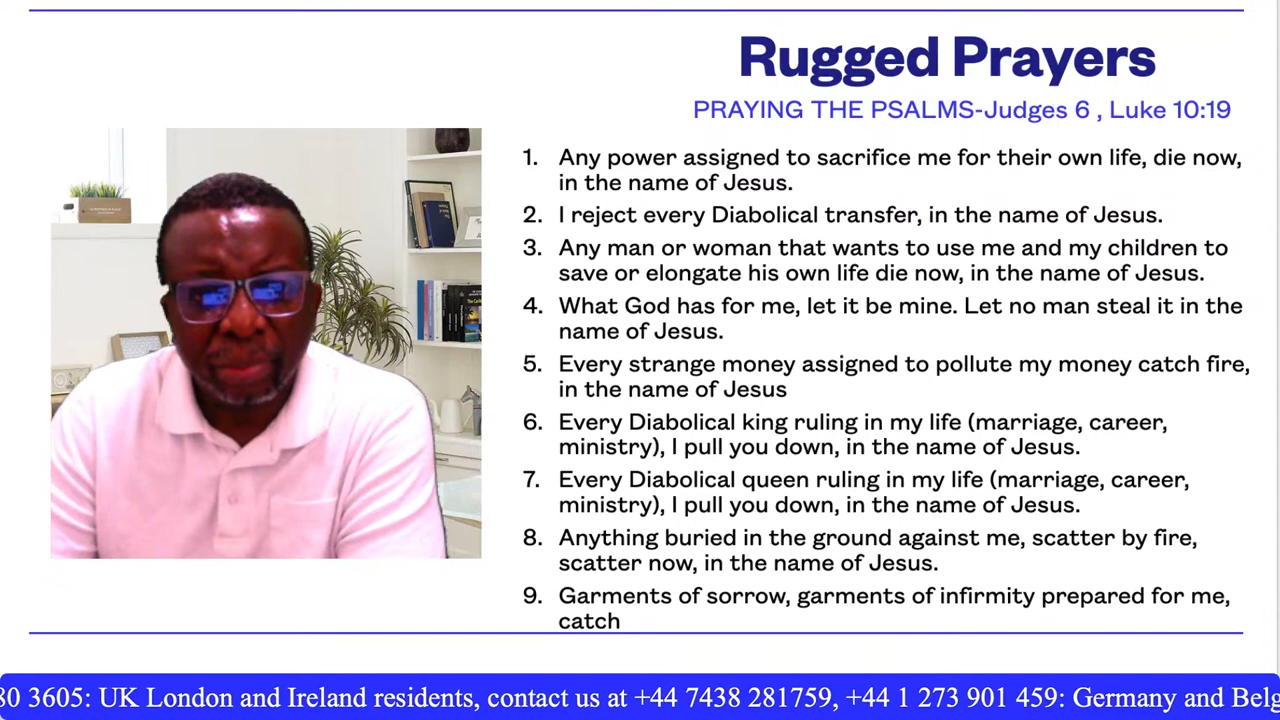 Rugged Prayers
PRAYING THE PSALMS-Judges 6 , Luke 10:19
1. Any power assigned to sacrifice me for their own life, die now,
in the name of Jesus.
2. I reject every Diabolical transfer, in the name of Jesus.
3. Any man or woman that wants to use me and my children to
save or elongate his own life die now, in the name of Jesus.
4. What God has for me, let it be mine. Let no man steal it in the
name of Jesus.
5. Every strange money assigned to pollute my money catch fire,
in the name of Jesus
6. Every Diabolical king ruling in my life (marriage, career,
ministry), I pull you down, in the name of Jesus.
7. Every Diabolical queen ruling in my life (marriage, career,
ministry), I pull you down, in the name of Jesus.
8. Anything buried in the ground against me, scatter by fire,
scatter now, in the name of Jesus.
9. Garments of sorrow, garments of infirmity prepared for me,
catch
80 3605: UK London and Ireland residents, contact us at +44 7438 281759, +44 1 273 901 459: Germany and Belg